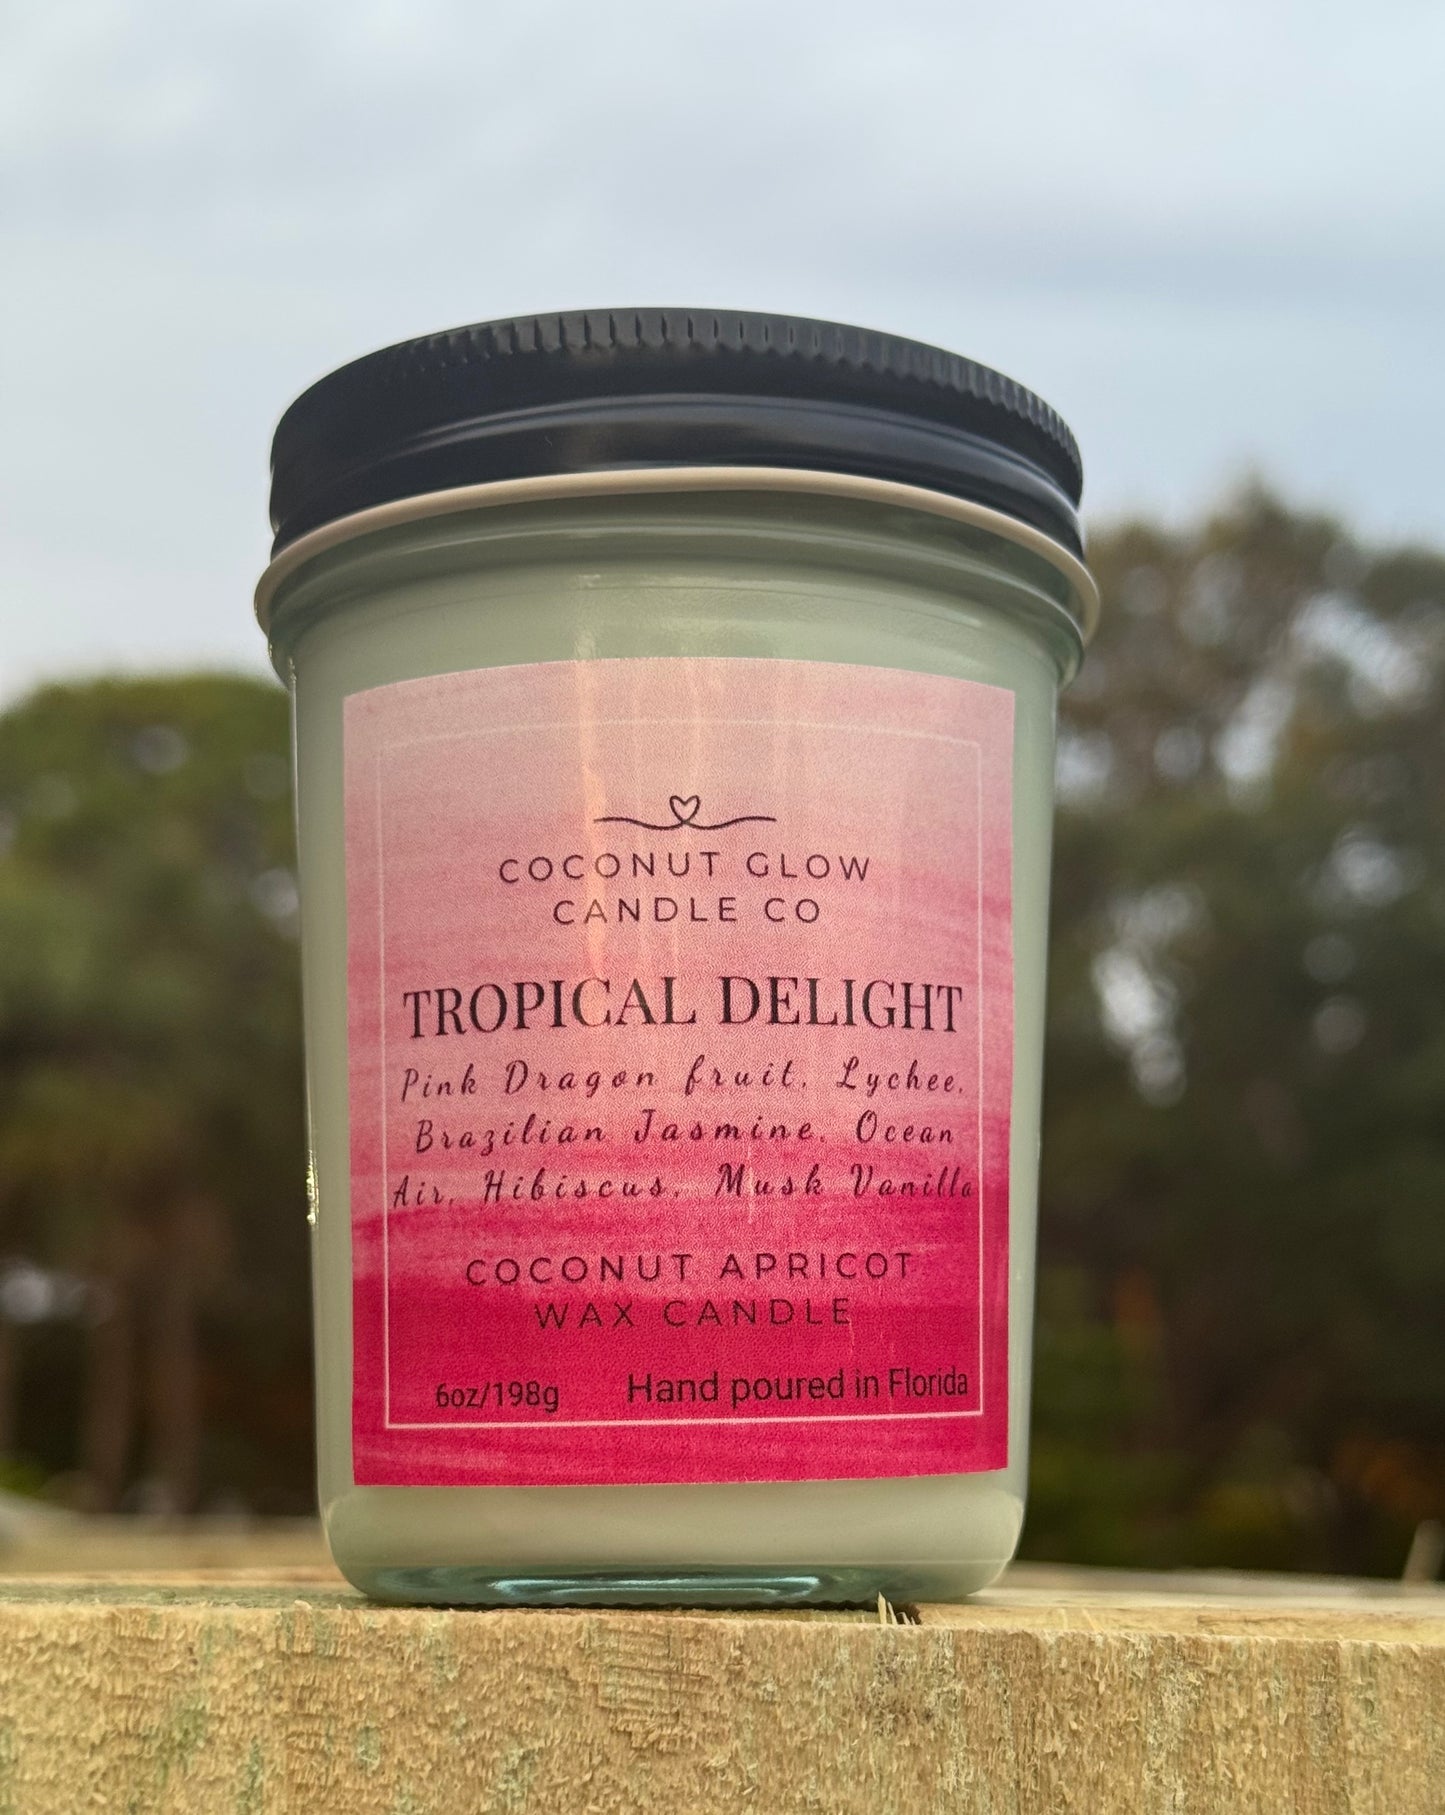 COCONUT GLOW
CANDLE CO
TROPICAL DELIGHT
Pink Dragon fruit, Lychee,
Brazilian Jasmine, Ocean
Air, Hibiscus, Musk Vanilla
COCONUT APRICOT
WAX CANDLE
6oz/198g Hand poured in Florida